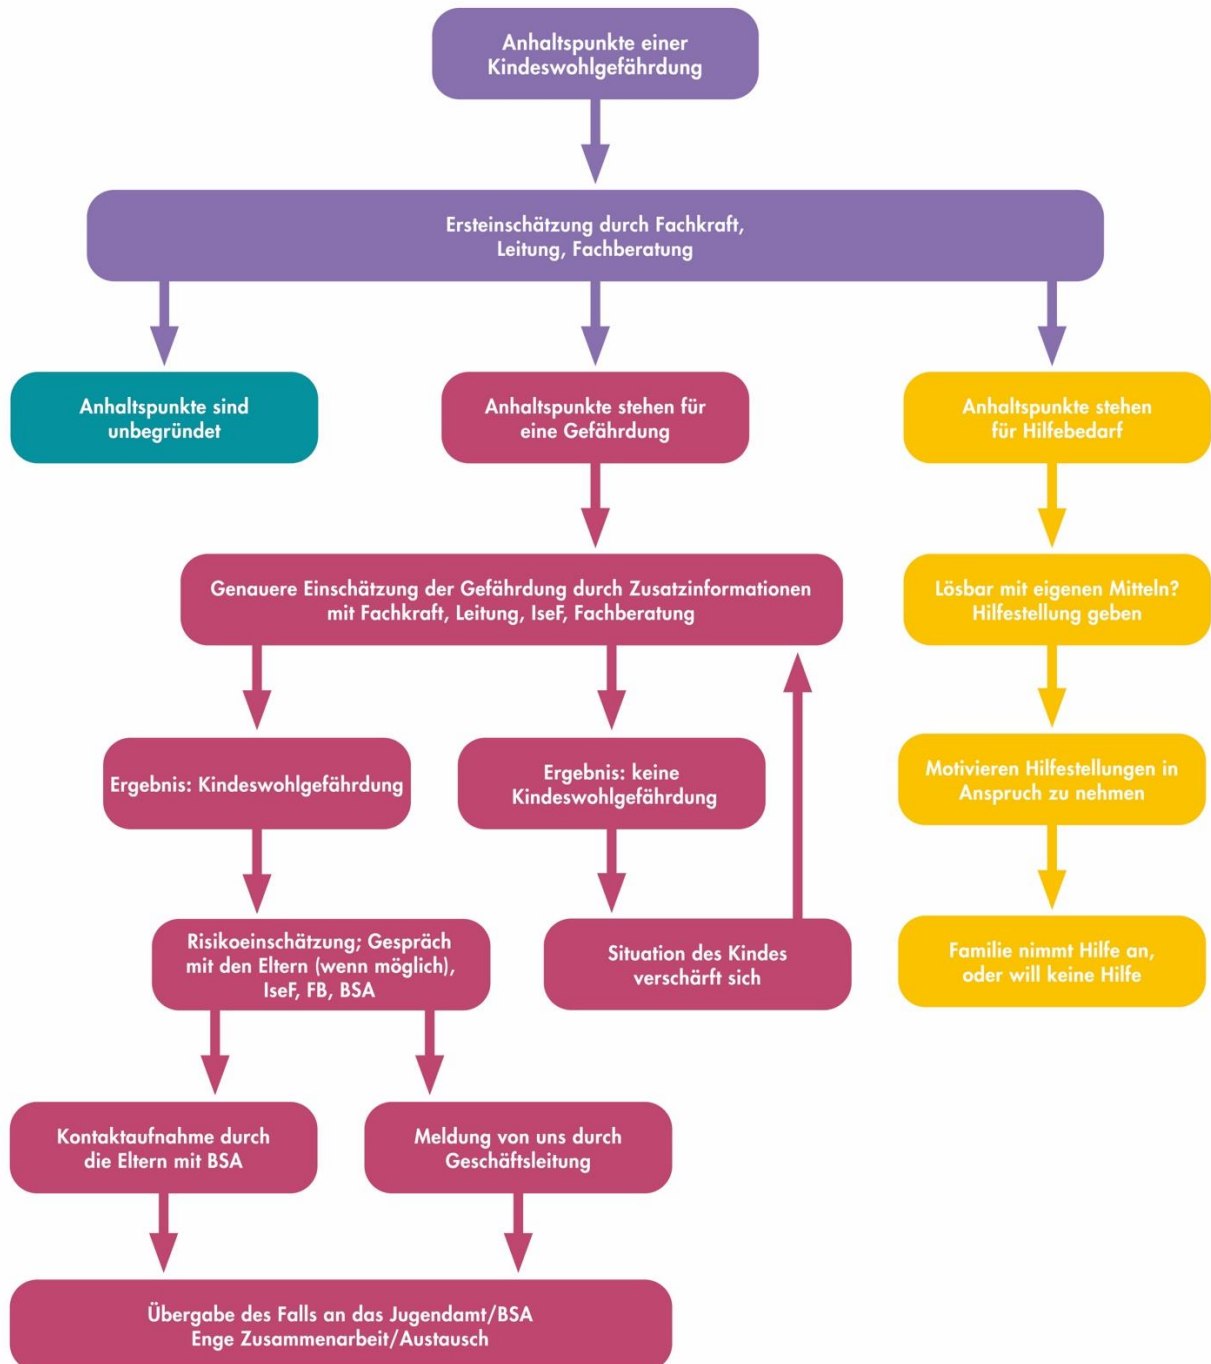 Anhaltspunkte einer
Kindeswohlgefährdung
Ersteinschätzung durch Fachkraft,
Leitung, Fachberatung
Anhaltspunkte sind
unbegründet
Anhaltspunkte stehen für
eine Gefährdung
Anhaltspunkte stehen
für Hilfebedarf
Genauere Einschätzung der Gefährdung durch Zusatzinformationen
mit Fachkraft, Leitung, IseF, Fachberatung
Lösbar mit eigenen Mitteln?
Hilfestellung geben
Ergebnis: Kindeswohlgefährdung
Ergebnis: keine
Kindeswohlgefährdung
Motivieren Hilfestellungen in
Anspruch zu nehmen
Risikoeinschätzung; Gespräch
mit den Eltern (wenn möglich),
IseF, FB, BSA
Situation des Kindes
verschärft sich
Familie nimmt Hilfe an,
oder will keine Hilfe
Kontaktaufnahme durch
die Eltern mit BSA
Meldung von uns durch
Geschäftsleitung
Übergabe des Falls an das Jugendamt/BSA
Enge Zusammenarbeit/Austausch